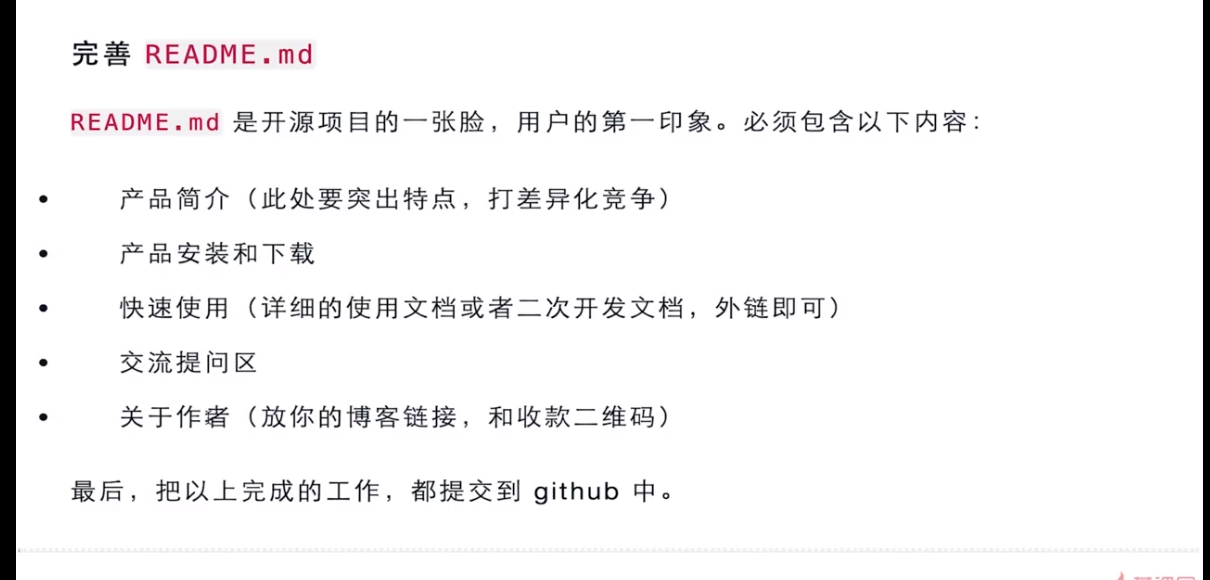 完善 README.md
README.md 是开源项目的一张脸，用户的第一印象。必须包含以下内容：
• 产品简介（此处要突出特点，打差异化竞争）
• 产品安装和下载
• 快速使用（详细的使用文档或者二次开发文档，外链即可）
• 交流提问区
• 关于作者（放你的博客链接，和收款二维码）
最后，把以上完成的工作，都提交到 github 中。